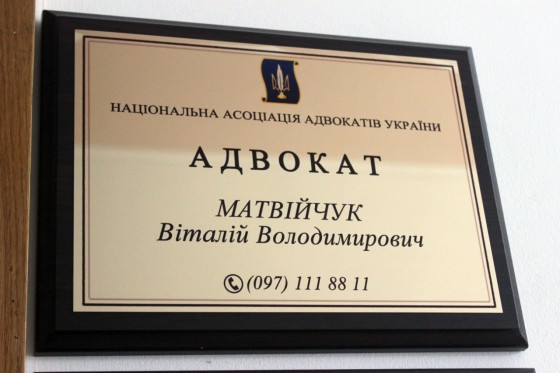 НАЦІОНАЛЬНА АСОЦІАЦІЯ АДВОКАТІВ УКРАЇНИ
АДВОКАТ
МАТВІЙЧУК
Віталій Володимирович
(097) 111 88 11